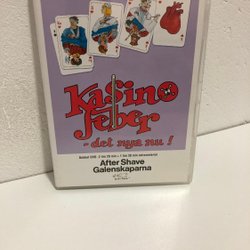 Kasino
feber
- det nya nu!
After Shave
Galenskaparna